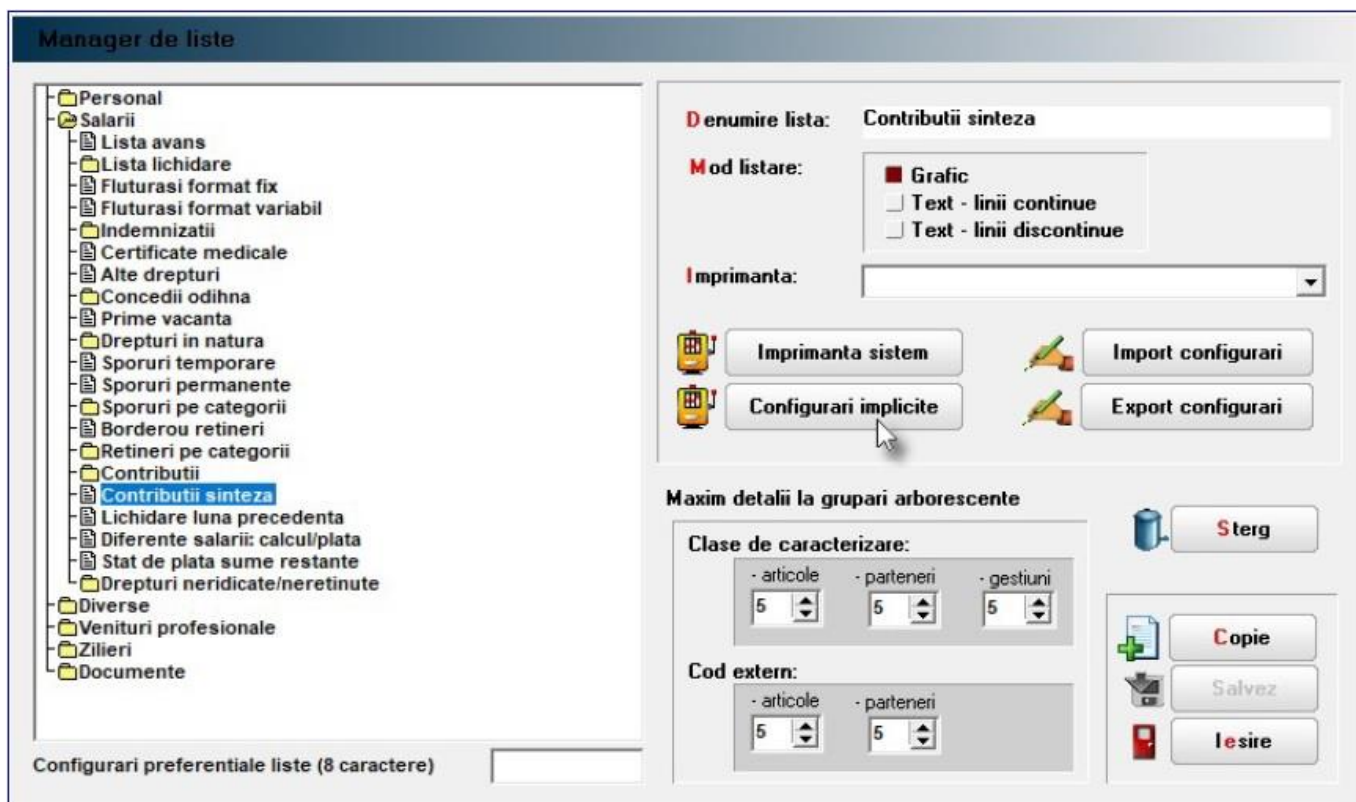 Manager de liste
Personal
Salarii
Lista avans
Lista lichidare
Fluturasi format fix
Fluturasi format variabil
Indemnizatii
Certificate medicale
Alte drepturi
Concedii odihna
Prime vacanta
Drepturi in natura
Sporuri temporare
Sporuri permanente
Sporuri pe categorii
Borderou retineri
Retineri pe categorii
Contributii
Contributii sinteza
Lichidare luna precedenta
Diferente salarii: calcul/plata
Stat de plata sume restante
Drepturi neridicate/neretinute
Diverse
Venituri profesionale
Zilieri
Documente
Configurari preferentiale liste (8 caractere)
Denumire lista: Contributii sinteza
Mod listare:
Grafic
Text - linii continue
Text - linii discontinue
Imprimanta:
Imprimanta sistem Import configurari
Configurari implicite Export configurari
Maxim detalii la grupari arborescente
Clase de caracterizare:
- articole - parteneri - gestiuni
5 5 5
Cod extern:
- articole - parteneri
5 5
Sterg
Copie
Salvez
Iesire